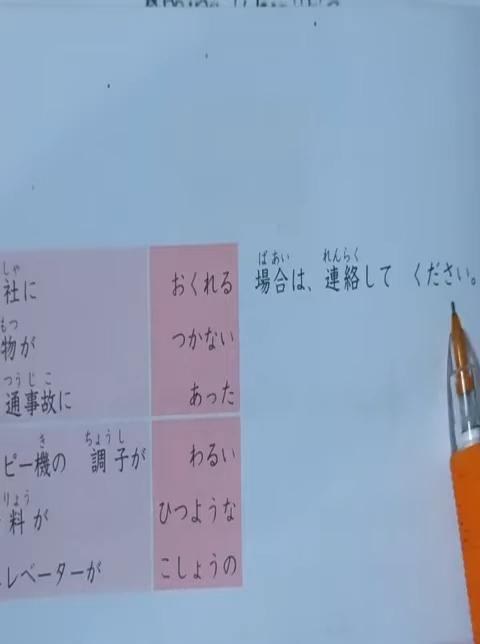 社に おくれる 場合は、連絡して ください。
物が つかない
通事故に あった
ピー機の 調子が わるい
料が ひつような
レベーターが こしょうの